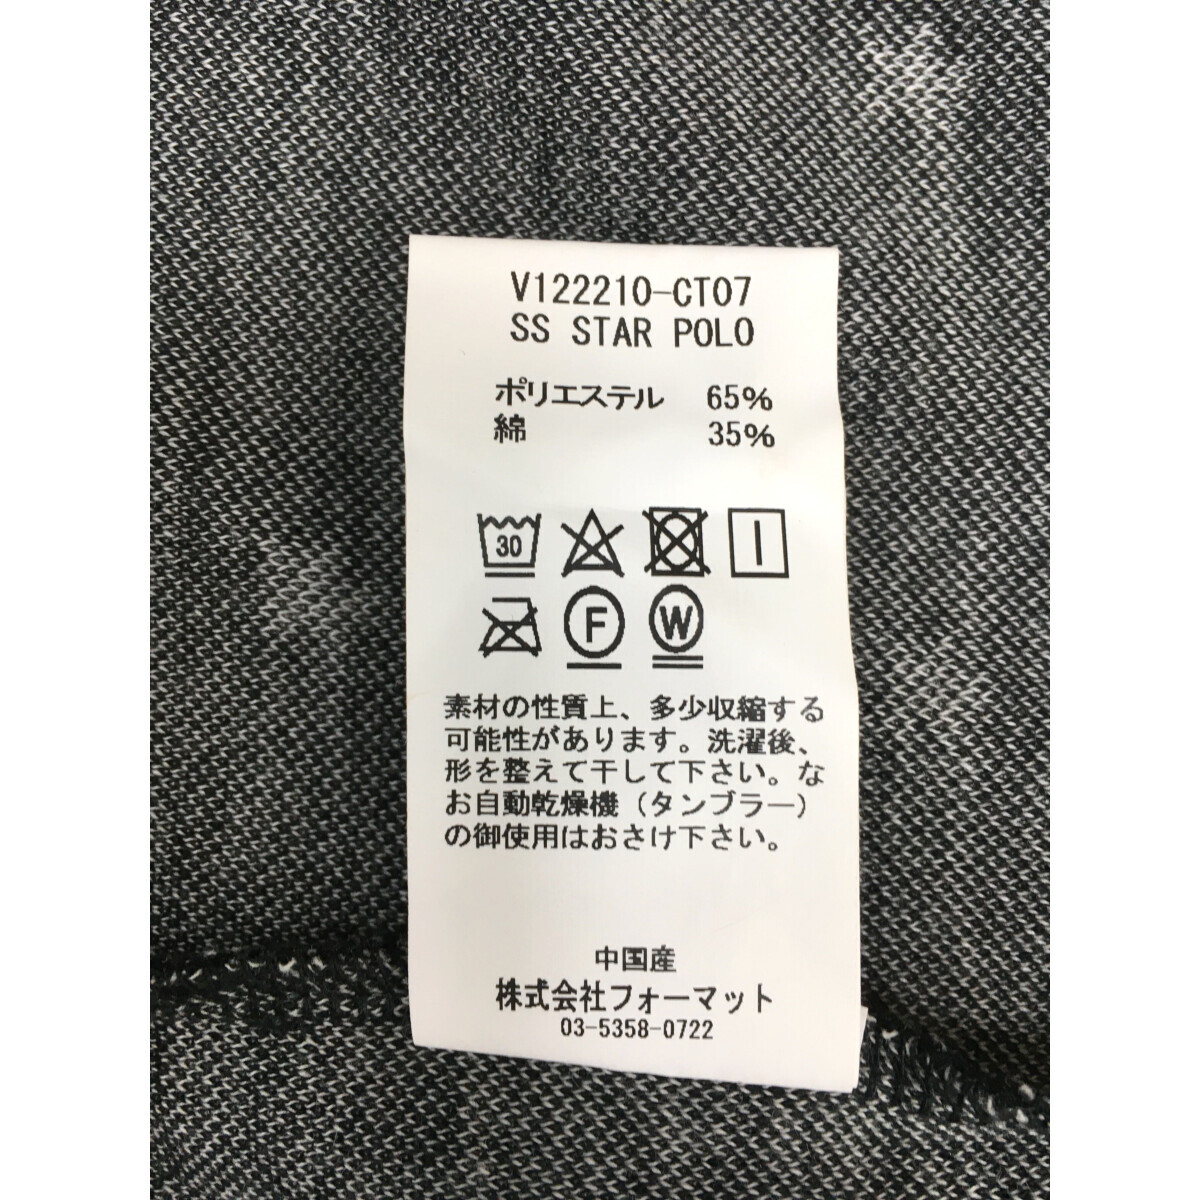 V122210-CT07
SS STAR POLO
ポリエステル 65%
綿 35%
30
F W
素材の性質上、多少収縮する
可能性があります。洗濯後、
形を整えて干して下さい。な
お自動乾燥機（タンブラー）
の御使用はおさけ下さい。
中国産
株式会社フォーマット
03-5358-0722